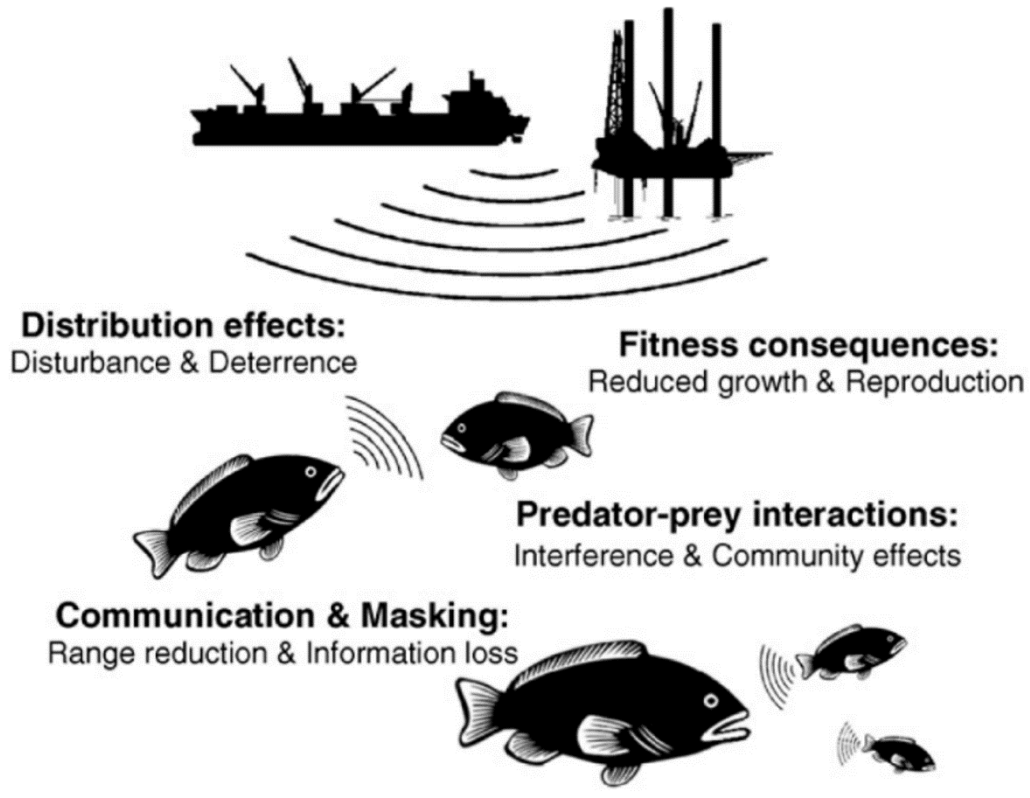 Distribution effects:
Disturbance & Deterrence
Fitness consequences:
Reduced growth & Reproduction
Predator-prey interactions:
Interference & Community effects
Communication & Masking:
Range reduction & Information loss